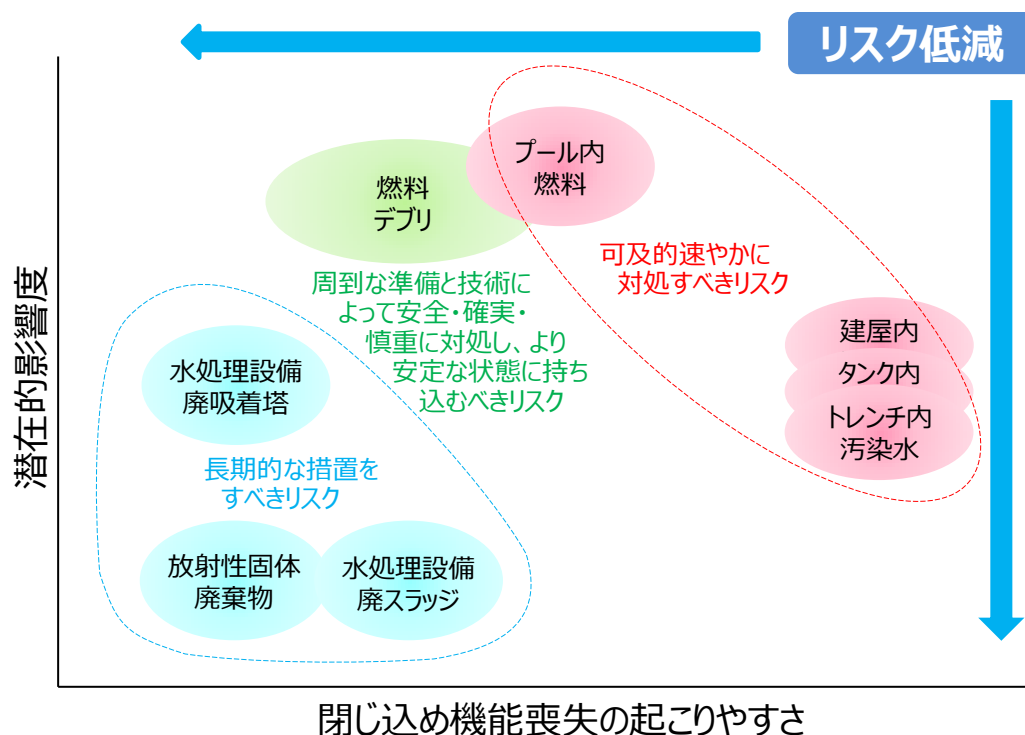 リスク低減
プール内
燃料
燃料
デブリ
可及的速やかに
対処すべきリスク
周到な準備と技術に
よって安全・確実・
慎重に対処し、より
安定な状態に持ち
込むべきリスク
建屋内
タンク内
トレンチ内
汚染水
水処理設備
廃吸着塔
長期的な措置を
すべきリスク
放射性固体
廃棄物
水処理設備
廃スラッジ
潜在的影響度
閉じ込め機能喪失の起こりやすさ